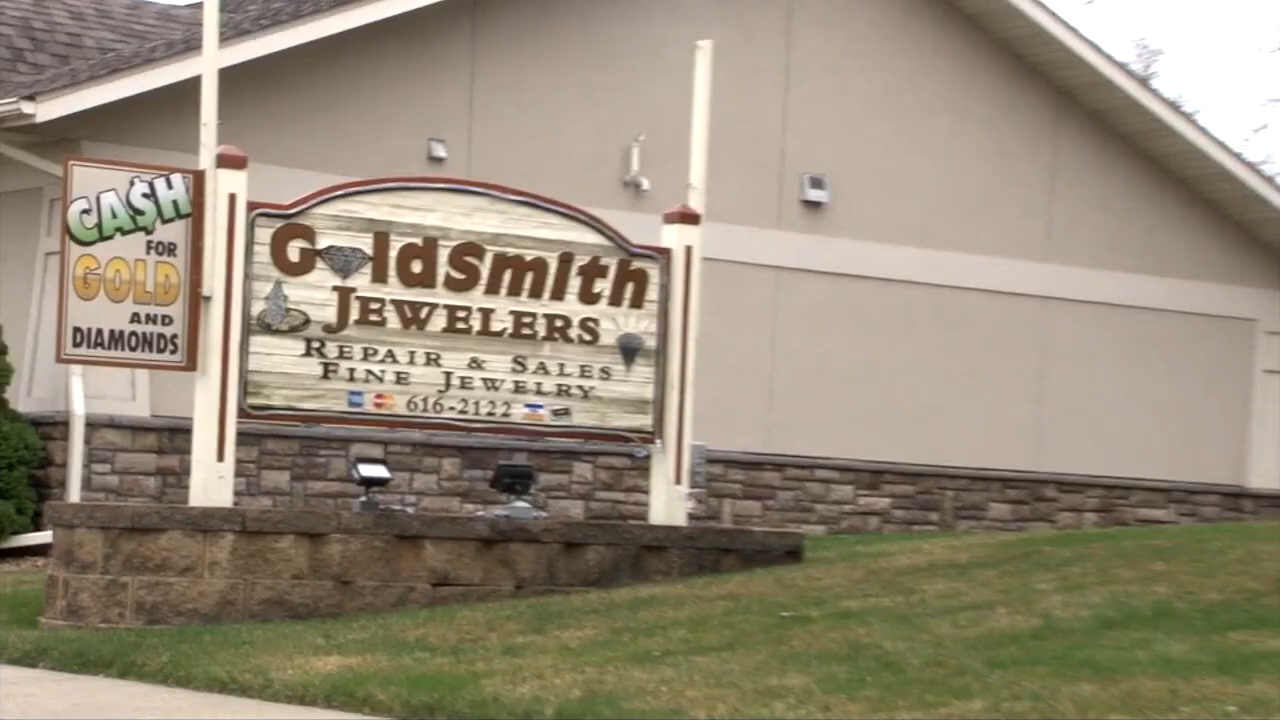 CA$H
FOR
GOLD
AND
DIAMONDS
GoldSmith
JEWELERS
REPAIR & SALES
FINE JEWELRY
616-2122